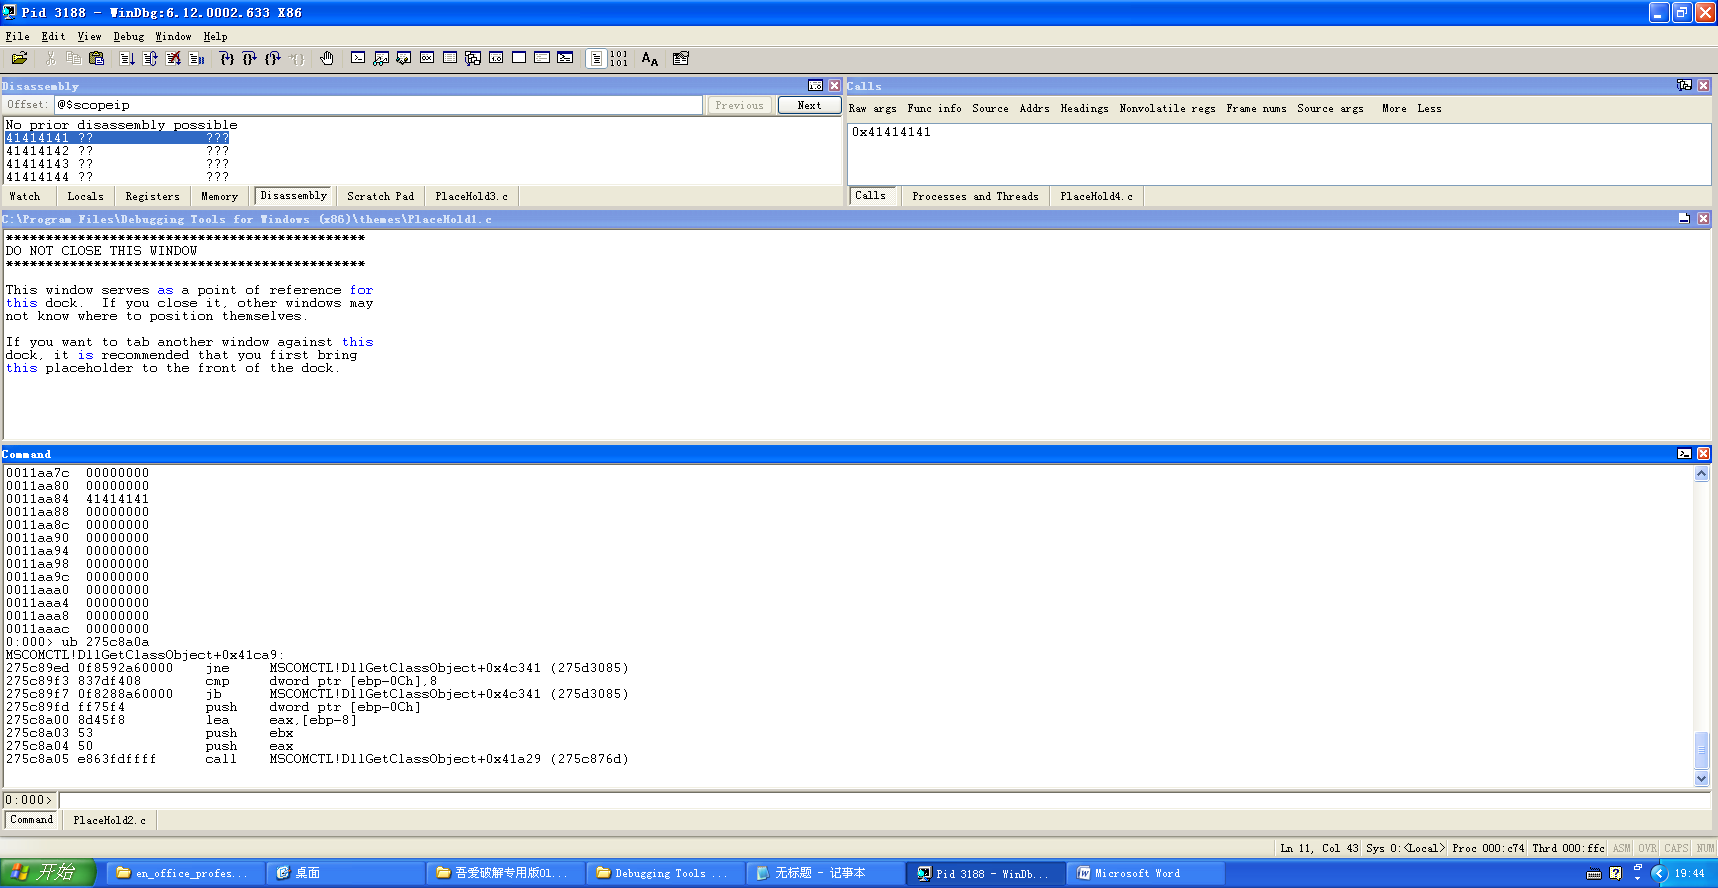 Pid 3188 - WinDbg:6.12.0002.633 X86
File Edit View Debug Window Help
Disassembly
Offset: @$scopeip Previous Next
No prior disassembly possible
41414141 ?? ???
41414142 ?? ???
41414143 ?? ???
41414144 ?? ???
Watch Locals Registers Memory Disassembly Scratch Pad PlaceHold3.c
Calls
Raw args Func info Source Addrs Headings Nonvolatile regs Frame nums Source args More Less
0x41414141
Calls Processes and Threads PlaceHold4.c
C:\Program Files\Debugging Tools for Windows (x86)\themes\PlaceHold1.c
*********************************************
DO NOT CLOSE THIS WINDOW
*********************************************
This window serves as a point of reference for
this dock.  If you close it, other windows may
not know where to position themselves.
If you want to tab another window against this
dock, it is recommended that you first bring
this placeholder to the front of the dock.
Command
0011aa7c  00000000
0011aa80  00000000
0011aa84  41414141
0011aa88  00000000
0011aa8c  00000000
0011aa90  00000000
0011aa94  00000000
0011aa98  00000000
0011aa9c  00000000
0011aaa0  00000000
0011aaa4  00000000
0011aaa8  00000000
0011aaac  00000000
0:000> ub 275c8a0a
MSCOMCTL!DllGetClassObject+0x41ca9:
275c89ed 0f8592a60000    jne     MSCOMCTL!DllGetClassObject+0x4c341 (275d3085)
275c89f3 837df408        cmp     dword ptr [ebp-0Ch],8
275c89f7 0f8288a60000    jb      MSCOMCTL!DllGetClassObject+0x4c341 (275d3085)
275c89fd ff75f4          push    dword ptr [ebp-0Ch]
275c8a00 8d45f8          lea     eax,[ebp-8]
275c8a03 53              push    ebx
275c8a04 50              push    eax
275c8a05 e863fdffff      call    MSCOMCTL!DllGetClassObject+0x41a29 (275c876d)
0:000>
Command PlaceHold2.c
Ln 11, Col 43 Sys 0:<Local> Proc 000:c74 Thrd 000:ffc ASM OVR CAPS NUM
开始 en_office_profes... 桌面 吾爱破解专用版Ol... Debugging Tools ... 无标题 - 记事本 Pid 3188 - WinDb... Microsoft Word 19:44